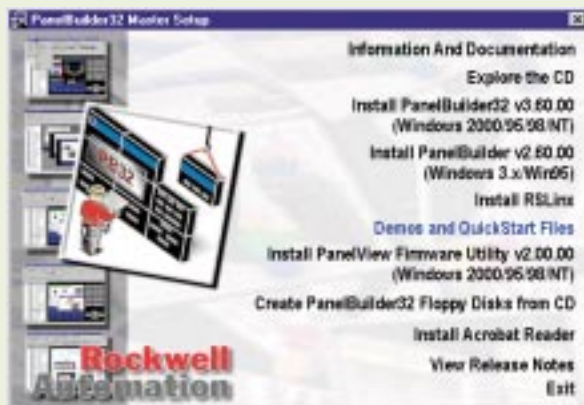 PanelBuilder32 Master Setup
Information And Documentation
Explore the CD
Install PanelBuilder32 v3.60.00
(Windows 2000/95/98/NT)
Install PanelBuilder v2.60.00
(Windows 3.x/Win95)
Install RSLinx
Demos and QuickStart Files
Install PanelView Firmware Utility v2.00.00
(Windows 2000/95/98/NT)
Create PanelBuilder32 Floppy Disks from CD
Install Acrobat Reader
View Release Notes
Exit
PB32
Rockwell
Automation